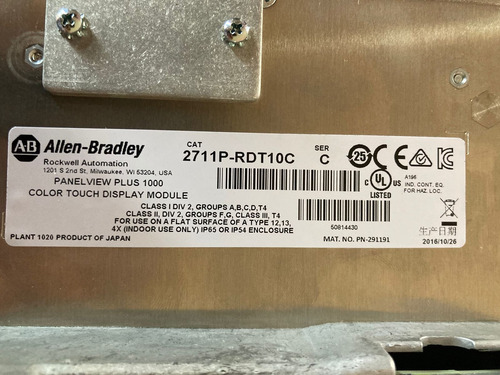 AB Allen-Bradley
Rockwell Automation
1201 S 2nd St, Milwaukee, WI 53204, USA
PANELVIEW PLUS 1000
COLOR TOUCH DISPLAY MODULE
CAT 2711P-RDT10C
SER C
25
C UL US
LISTED
A196
IND. CONT. EQ.
FOR HAZ. LOC.
CLASS I DIV 2, GROUPS A,B,C,D,T4
CLASS II, DIV 2, GROUPS F,G, CLASS III, T4
FOR USE ON A FLAT SURFACE OF A TYPE 12,13,
4X (INDOOR USE ONLY) IP65 OR IP54 ENCLOSURE
50814430
MAT. NO. PN-291191
生产日期
2016/10/26
PLANT 1020 PRODUCT OF JAPAN